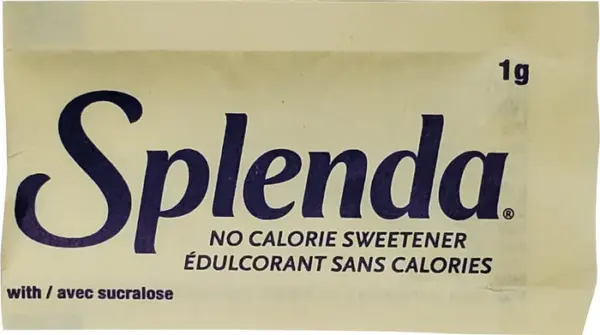 1g
Splenda®
NO CALORIE SWEETENER
ÉDULCORANT SANS CALORIES
with / avec sucralose